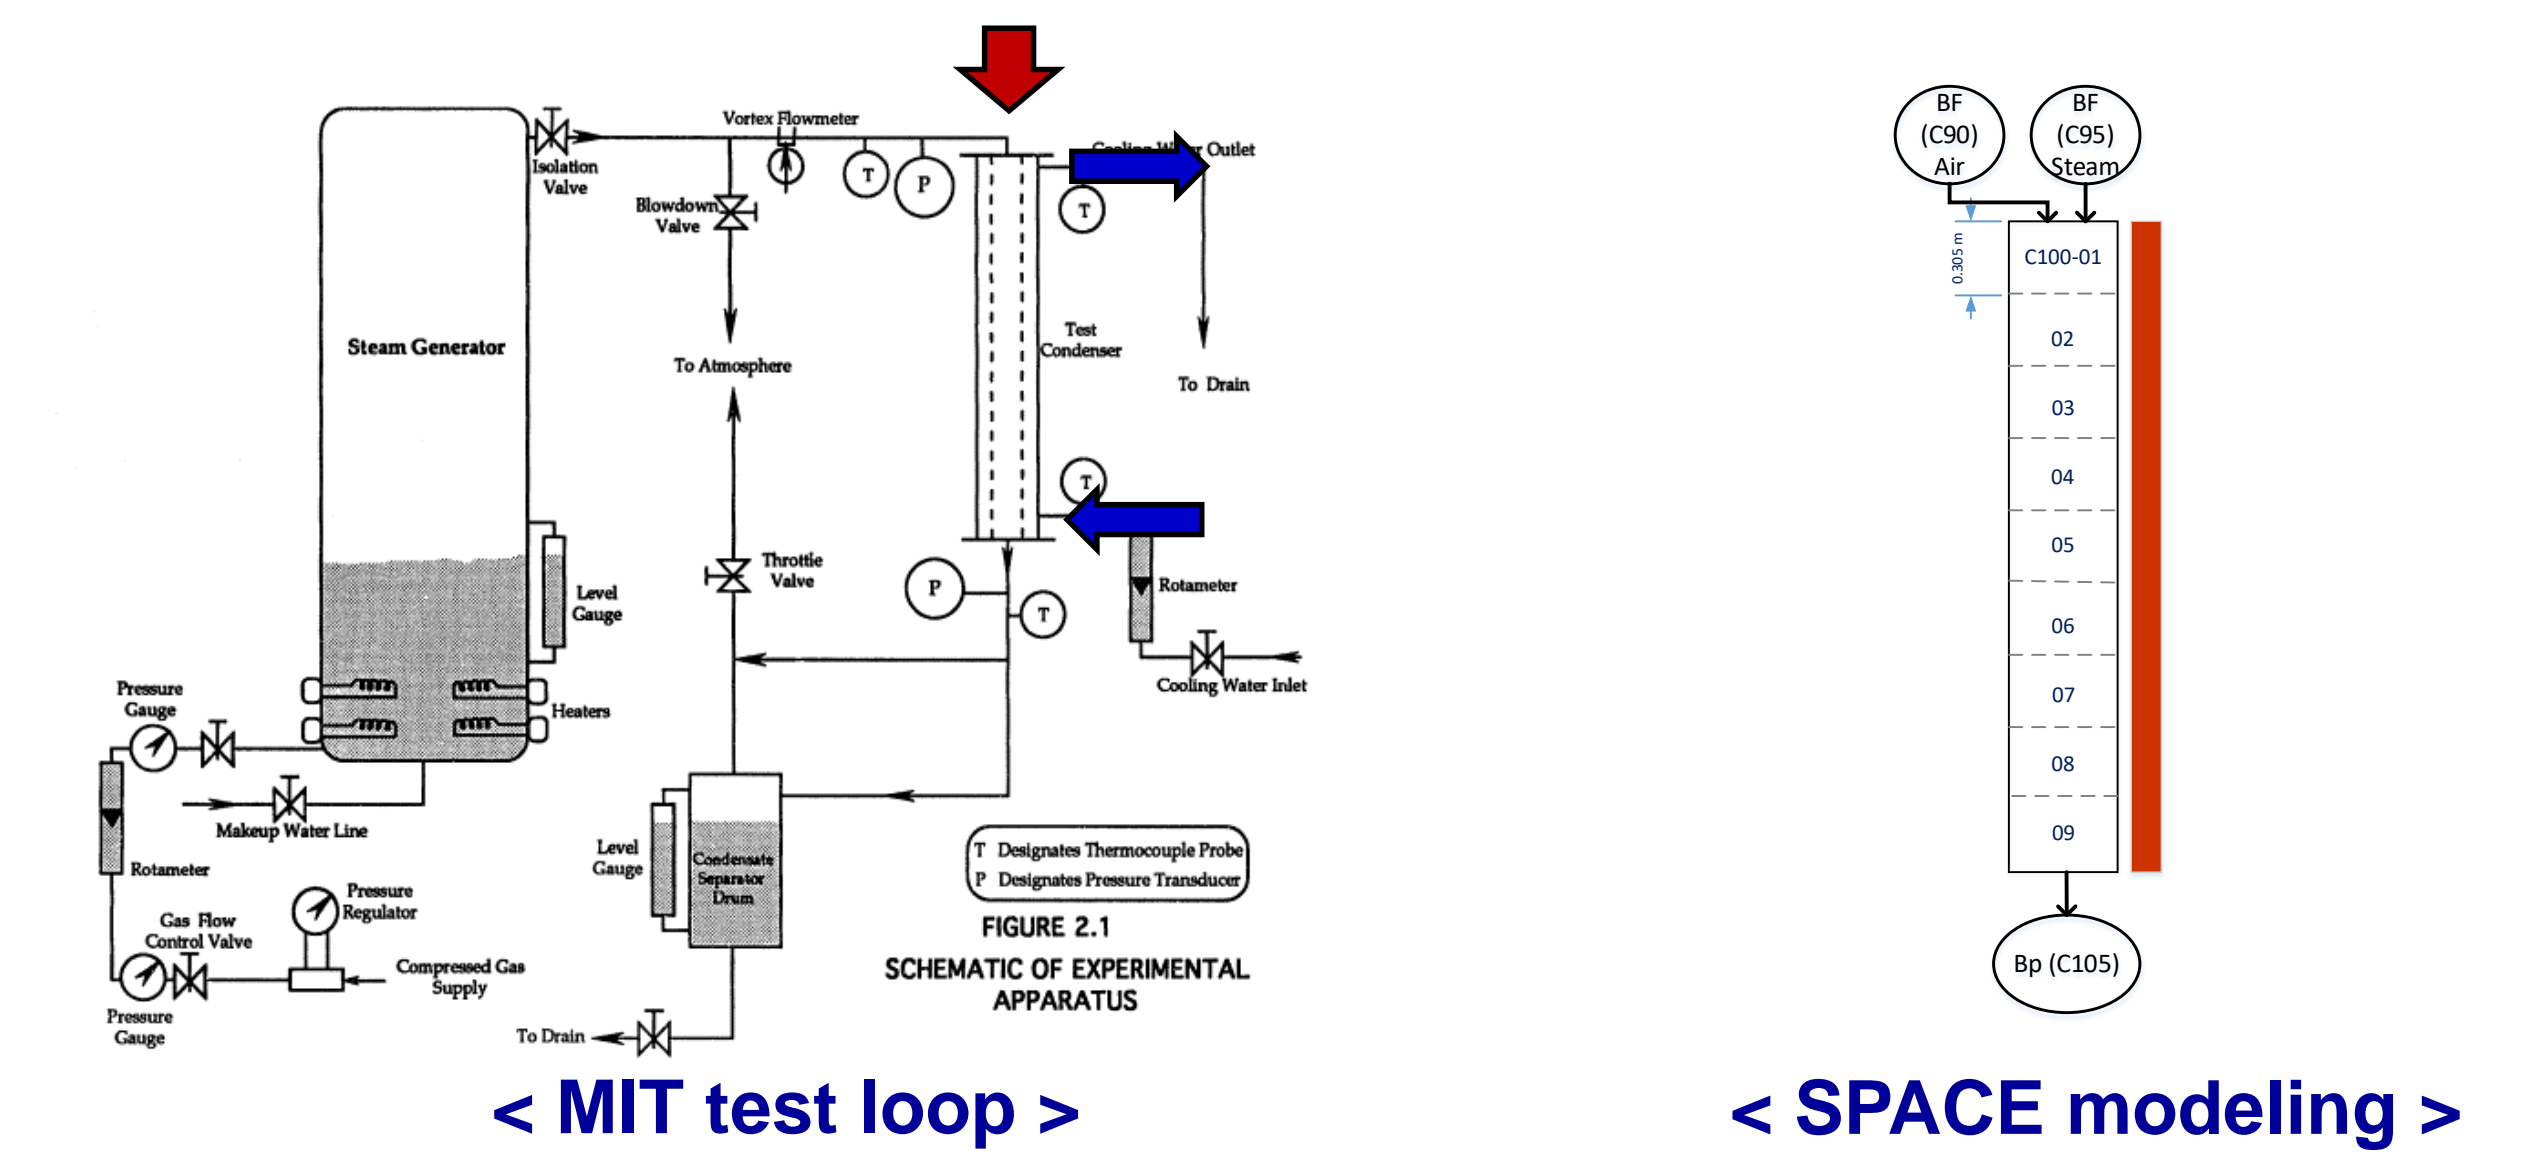 Vortex Flowmeter
Isolation
Valve
Cooling Water Outlet
T
P
T
Blowdown
Valve
Steam Generator
To Atmosphere
Test
Condenser
To Drain
T
Throttle
Valve
P
T
Rotameter
Level
Gauge
Cooling Water Inlet
Pressure
Gauge
Heaters
Makeup Water Line
Rotameter
Pressure
Regulator
Gas Flow
Control Valve
Compressed Gas
Supply
Pressure
Gauge
Level
Gauge
Condensate
Separator
Drum
To Drain
T Designates Thermocouple Probe
P Designates Pressure Transducer
FIGURE 2.1
SCHEMATIC OF EXPERIMENTAL
APPARATUS
< MIT test loop >
BF
(C90)
Air
BF
(C95)
Steam
0.305 m
C100-01
02
03
04
05
06
07
08
09
Bp (C105)
< SPACE modeling >